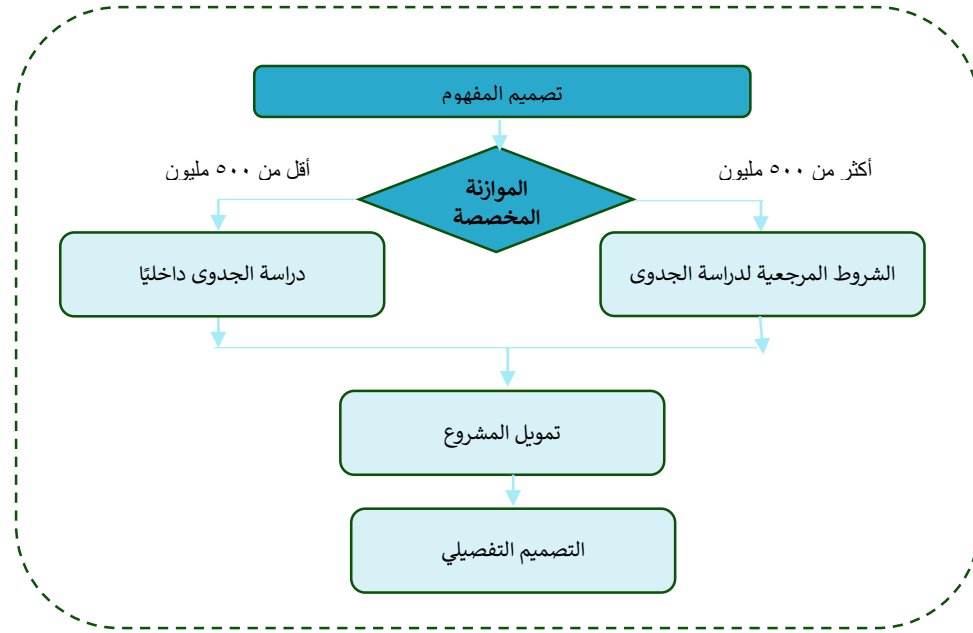 تصميم المفهوم
أكثر من ٥٠٠ مليون
أقل من ٥٠٠ مليون
الموازنة
المخصصة
الشروط المرجعية لدراسة الجدوى
دراسة الجدوى داخليًا
تمويل المشروع
التصميم التفصيلي